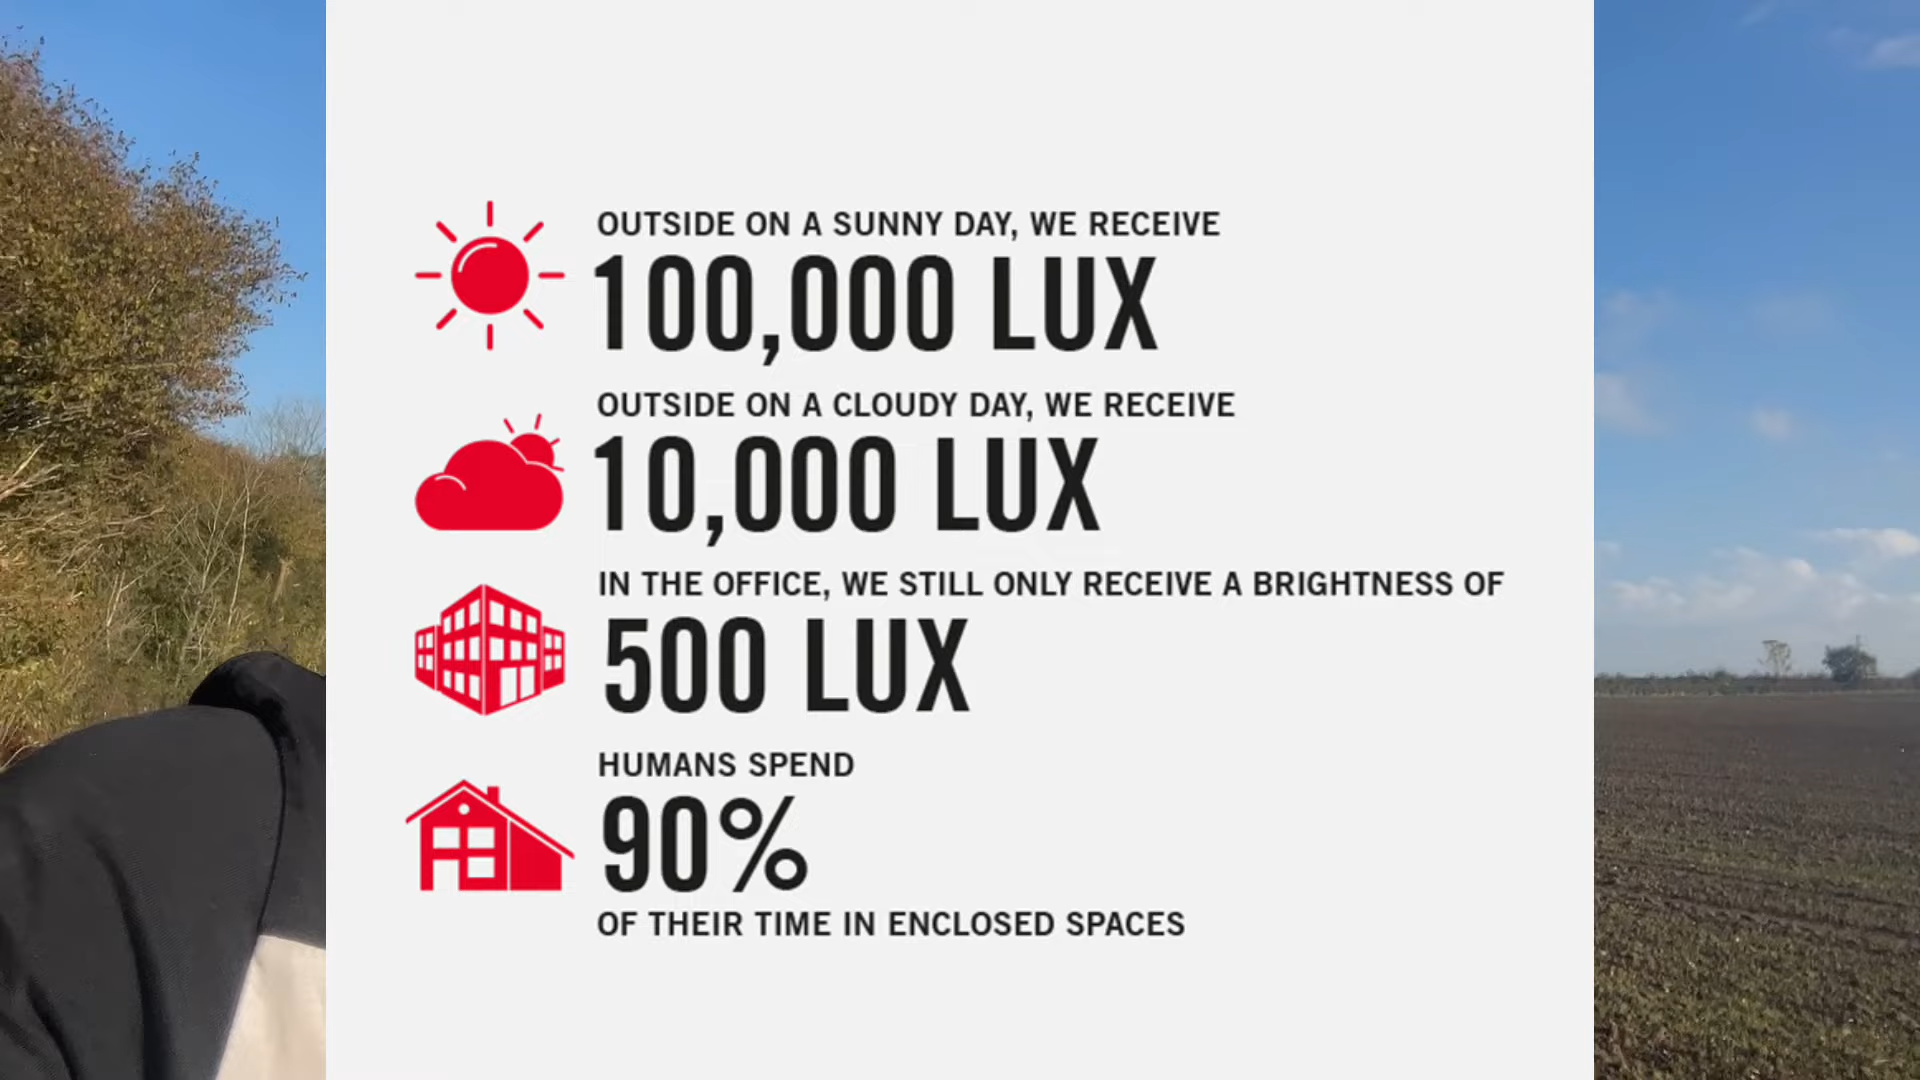 OUTSIDE ON A SUNNY DAY, WE RECEIVE
100,000 LUX
OUTSIDE ON A CLOUDY DAY, WE RECEIVE
10,000 LUX
IN THE OFFICE, WE STILL ONLY RECEIVE A BRIGHTNESS OF
500 LUX
HUMANS SPEND
90%
OF THEIR TIME IN ENCLOSED SPACES